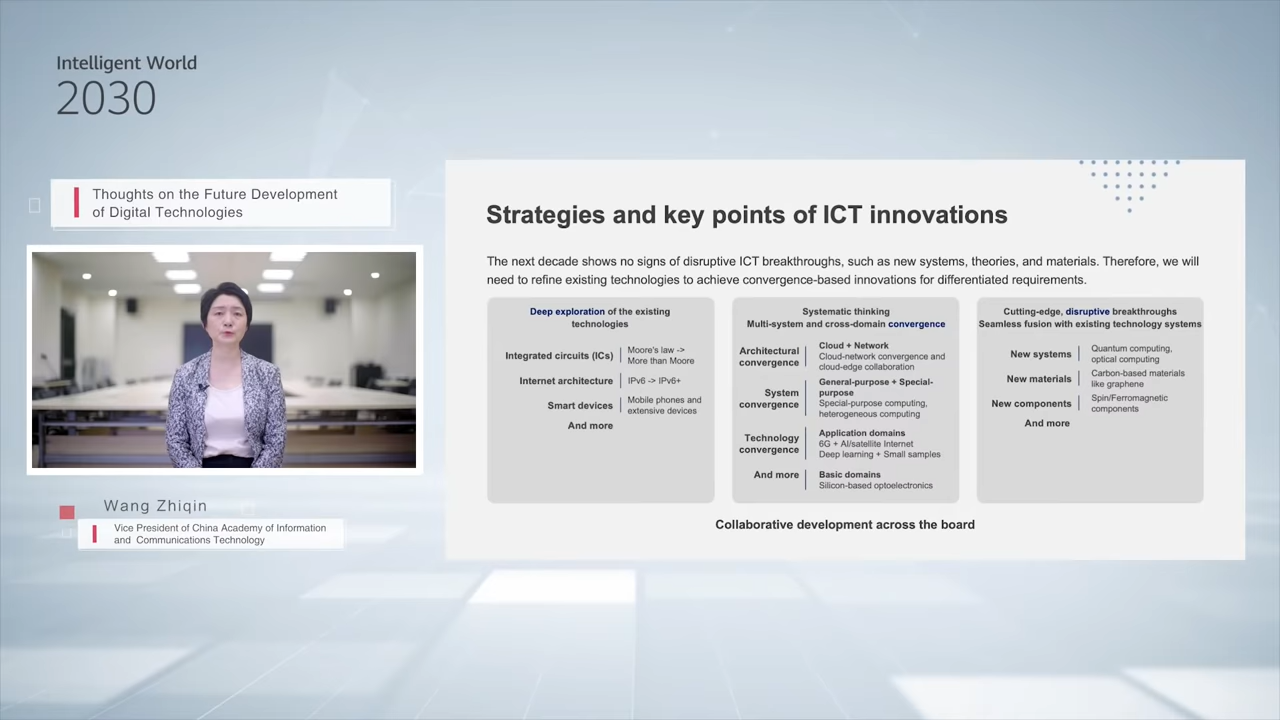 Intelligent World
2030
Thoughts on the Future Development
of Digital Technologies
Wang Zhiqin
Vice President of China Academy of Information
and Communications Technology
Strategies and key points of ICT innovations
The next decade shows no signs of disruptive ICT breakthroughs, such as new systems, theories, and materials. Therefore, we will
need to refine existing technologies to achieve convergence-based innovations for differentiated requirements.
Deep exploration of the existing
technologies
Integrated circuits (ICs)
Moore's law ->
More than Moore
Internet architecture
IPv6 -> IPv6+
Smart devices
Mobile phones and
extensive devices
And more
Systematic thinking
Multi-system and cross-domain convergence
Architectural
convergence
Cloud + Network
Cloud-network convergence and
cloud-edge collaboration
System
convergence
General-purpose + Special-
purpose
Special-purpose computing,
heterogeneous computing
Technology
convergence
Application domains
6G + AI/satellite Internet
Deep learning + Small samples
And more
Basic domains
Silicon-based optoelectronics
Cutting-edge, disruptive breakthroughs
Seamless fusion with existing technology systems
New systems
Quantum computing,
optical computing
New materials
Carbon-based materials
like graphene
New components
Spin/Ferromagnetic
components
And more
Collaborative development across the board